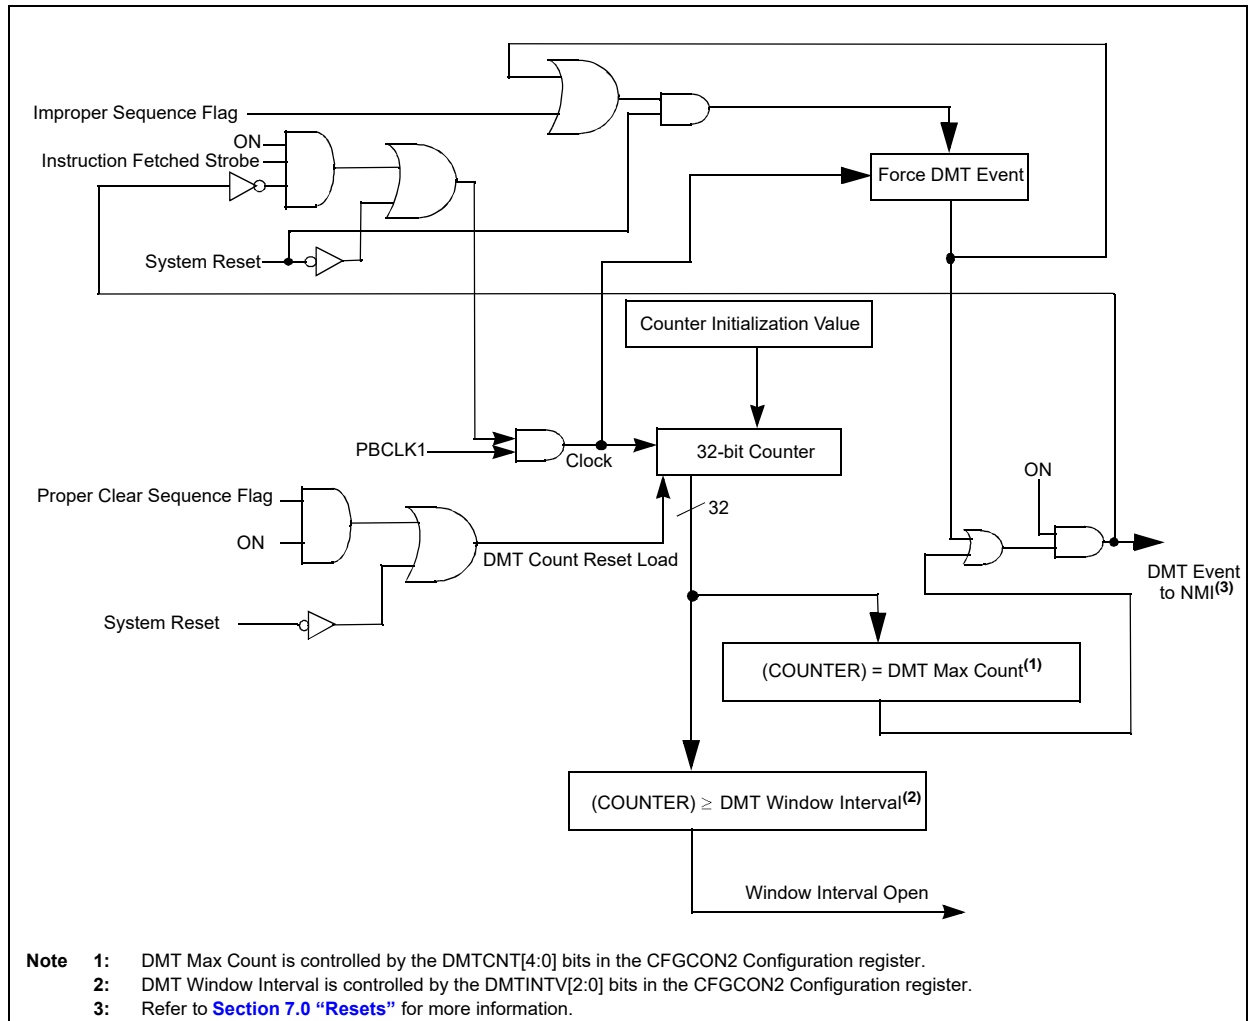 Improper Sequence Flag
ON
Instruction Fetched Strobe
Force DMT Event
System Reset
Counter Initialization Value
PBCLK1
Clock
32-bit Counter
ON
Proper Clear Sequence Flag
32
ON
DMT Count Reset Load
DMT Event
to NMI(3)
System Reset
(COUNTER) = DMT Max Count(1)
(COUNTER) ≥ DMT Window Interval(2)
Window Interval Open
Note 1: DMT Max Count is controlled by the DMTCNT[4:0] bits in the CFGCON2 Configuration register.
2: DMT Window Interval is controlled by the DMTINTV[2:0] bits in the CFGCON2 Configuration register.
3: Refer to Section 7.0 “Resets” for more information.